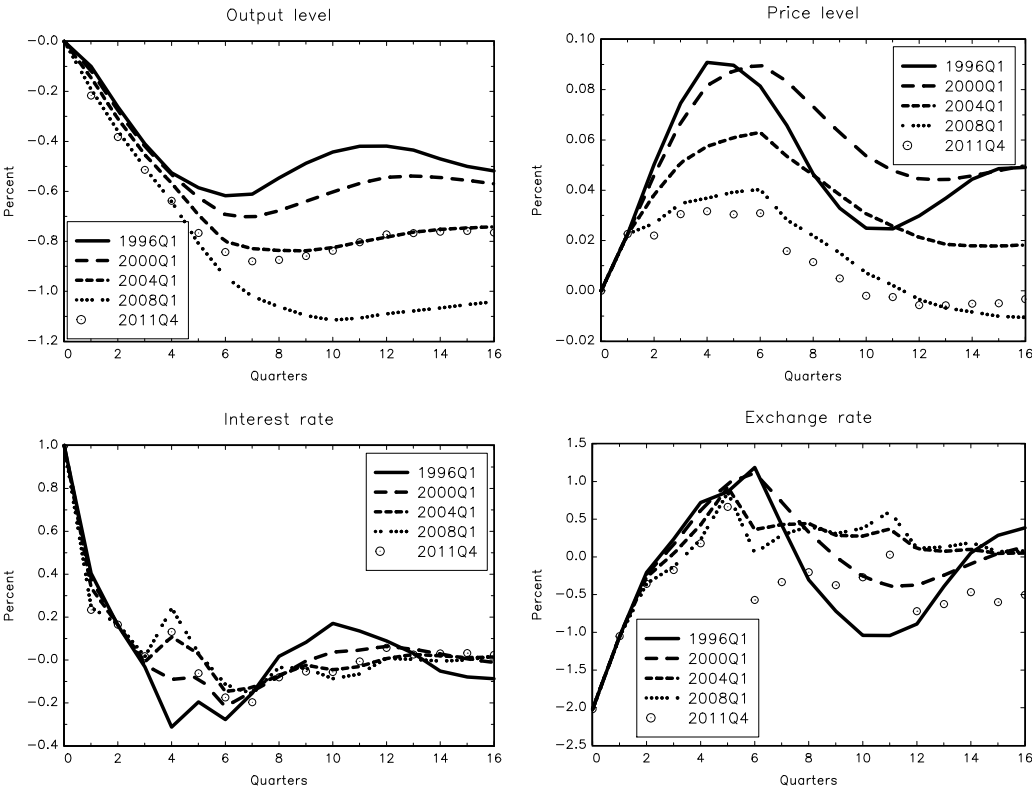 Output level
Percent
−0.0
−0.2
−0.4
−0.6
−0.8
−1.0
−1.2
1996Q1
2000Q1
2004Q1
2008Q1
2011Q4
0 2 4 6 8 10 12 14 16
Quarters
Price level
Percent
0.10
0.08
0.06
0.04
0.02
0.00
−0.02
1996Q1
2000Q1
2004Q1
2008Q1
2011Q4
0 2 4 6 8 10 12 14 16
Quarters
Interest rate
Percent
1.0
0.8
0.6
0.4
0.2
−0.0
−0.2
−0.4
1996Q1
2000Q1
2004Q1
2008Q1
2011Q4
0 2 4 6 8 10 12 14 16
Quarters
Exchange rate
Percent
1.5
1.0
0.5
0.0
−0.5
−1.0
−1.5
−2.0
−2.5
1996Q1
2000Q1
2004Q1
2008Q1
2011Q4
0 2 4 6 8 10 12 14 16
Quarters